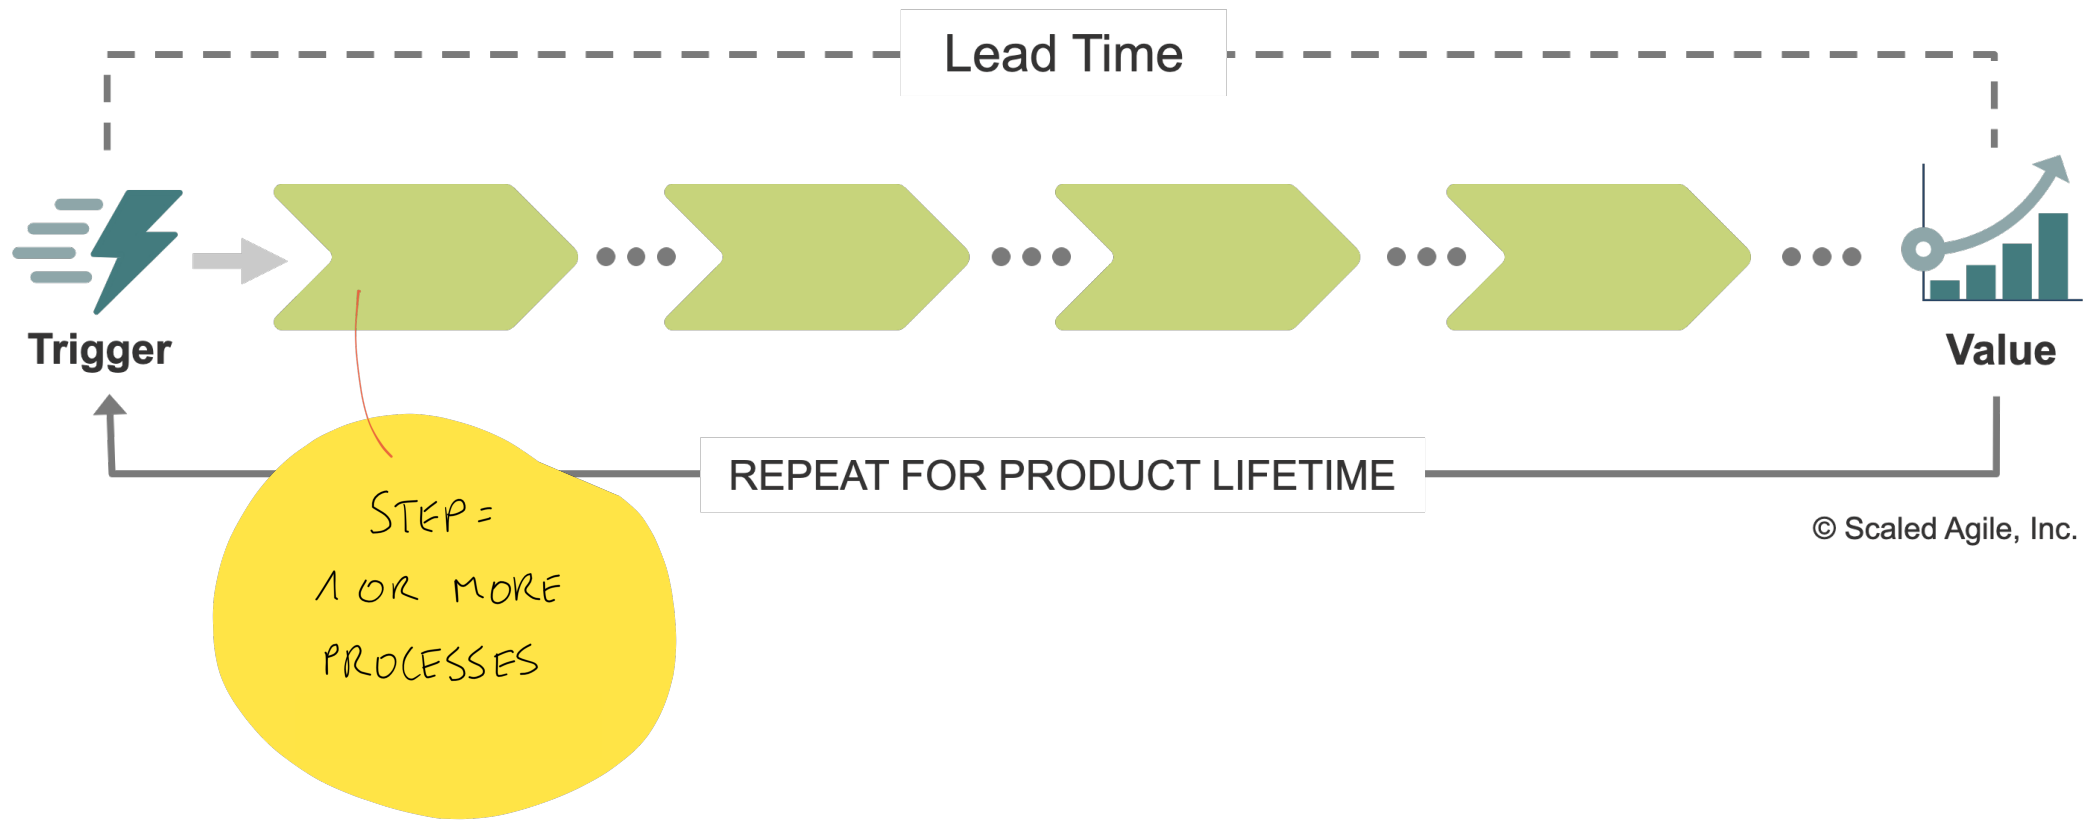 Lead Time
Trigger
Value
REPEAT FOR PRODUCT LIFETIME
© Scaled Agile, Inc.
STEP=
1 OR MORE
PROCESSES